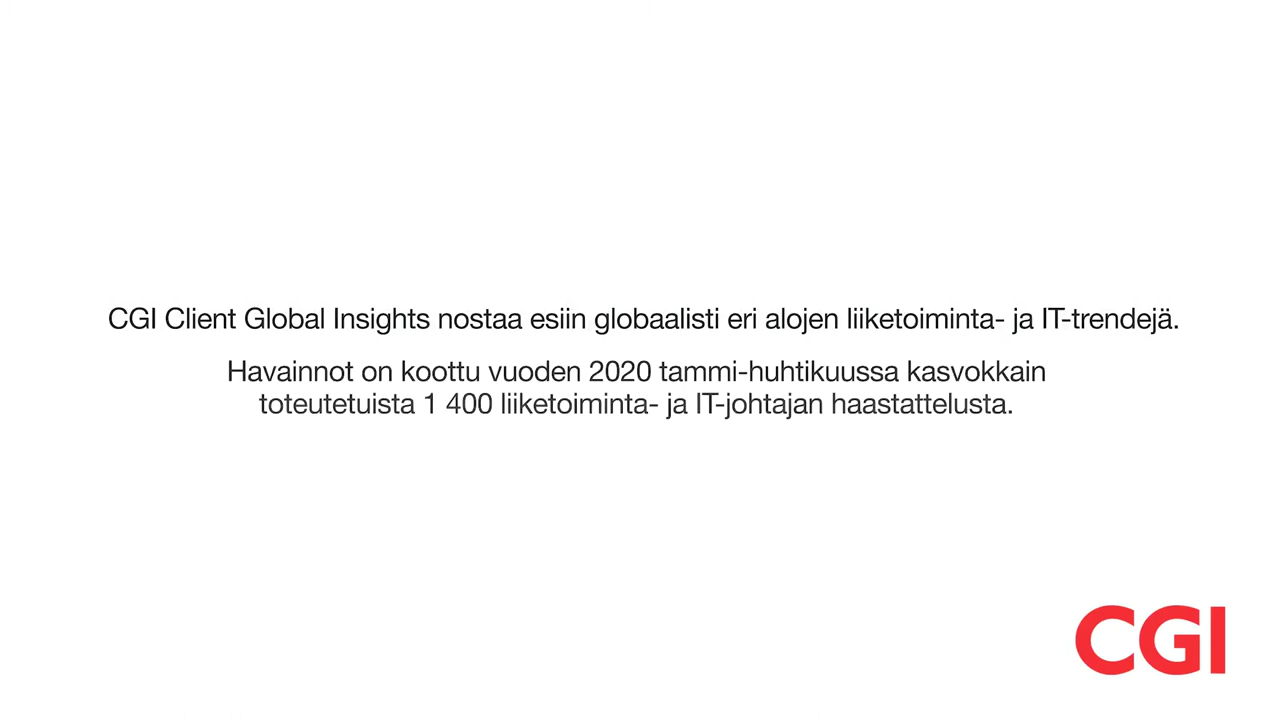 CGI Client Global Insights nostaa esiin globaalisti eri alojen liiketoiminta- ja IT-trendejä.
Havainnot on koottu vuoden 2020 tammi-huhtikuussa kasvokkain
toteutetuista 1 400 liiketoiminta- ja IT-johtajan haastattelusta.
CGI